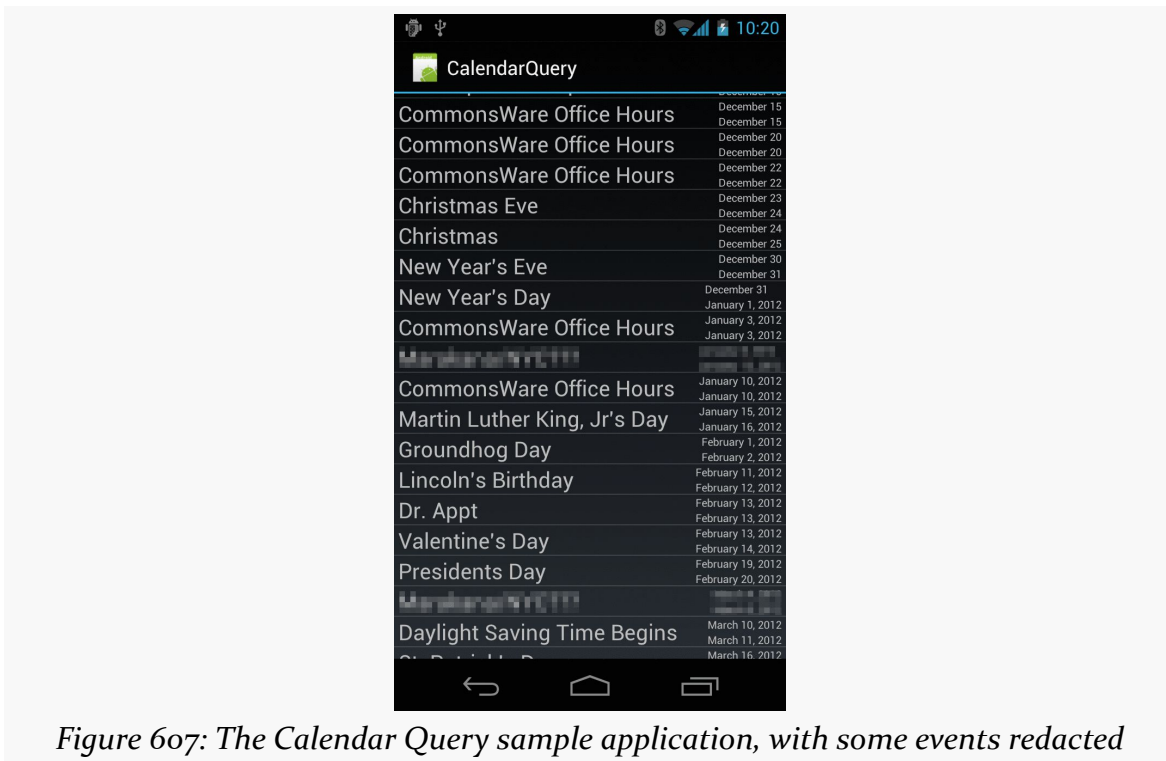 10:20
CalendarQuery
CommonsWare Office Hours
December 15
December 15
CommonsWare Office Hours
December 20
December 20
CommonsWare Office Hours
December 22
December 22
Christmas Eve
December 23
December 24
Christmas
December 24
December 25
New Year's Eve
December 30
December 31
New Year's Day
December 31
January 1, 2012
CommonsWare Office Hours
January 3, 2012
January 3, 2012
CommonsWare Office Hours
January 10, 2012
January 10, 2012
Martin Luther King, Jr's Day
January 15, 2012
January 16, 2012
Groundhog Day
February 1, 2012
February 2, 2012
Lincoln's Birthday
February 11, 2012
February 12, 2012
Dr. Appt
February 13, 2012
February 13, 2012
Valentine's Day
February 13, 2012
February 14, 2012
Presidents Day
February 19, 2012
February 20, 2012
Daylight Saving Time Begins
March 10, 2012
March 11, 2012
March 16, 2012
Figure 607: The Calendar Query sample application, with some events redacted